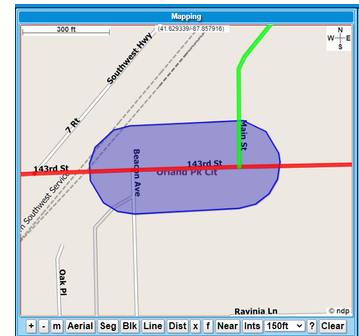 Mapping
300 ft
(41.629339/-87.857916)
N
W E
S
Southwest Hwy
7 Rt
Main St
143rd St
143rd St
Orland Pk Cit
Beacon Ave
n Southwest Servic
Oak Pl
Ravinia Ln
© ndp
+ - m Aerial Seg Blk Line Dist x f Near Ints 150ft ? Clear